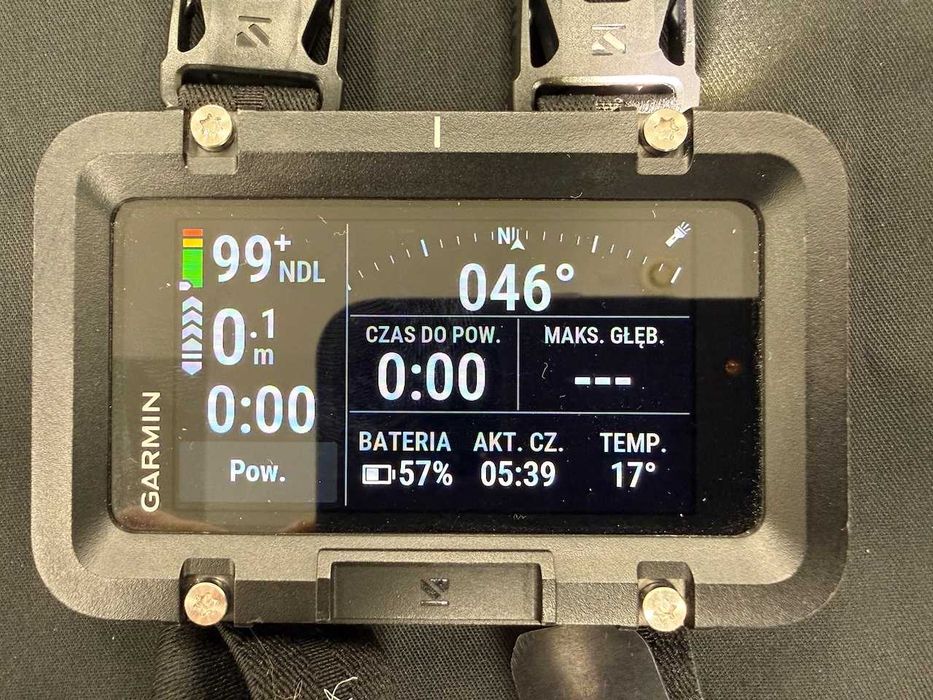 GARMIN
99+ NDL
0.1 m
0:00
Pow.
N
046°
CZAS DO POW.
0:00
MAKS. GŁĘB.
---
BATERIA
57%
AKT. CZ.
05:39
TEMP.
17°